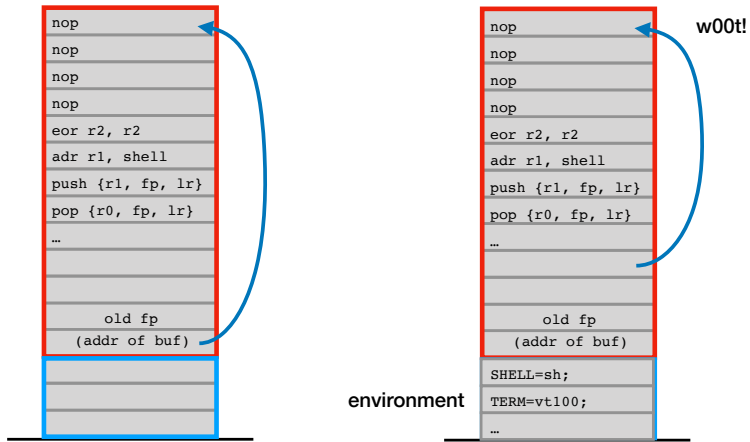 nop
nop
nop
nop
eor r2, r2
adr r1, shell
push {r1, fp, lr}
pop {r0, fp, lr}
…
old fp
(addr of buf)
w00t!
nop
nop
nop
nop
eor r2, r2
adr r1, shell
push {r1, fp, lr}
pop {r0, fp, lr}
…
old fp
(addr of buf)
environment
SHELL=sh;
TERM=vt100;
…